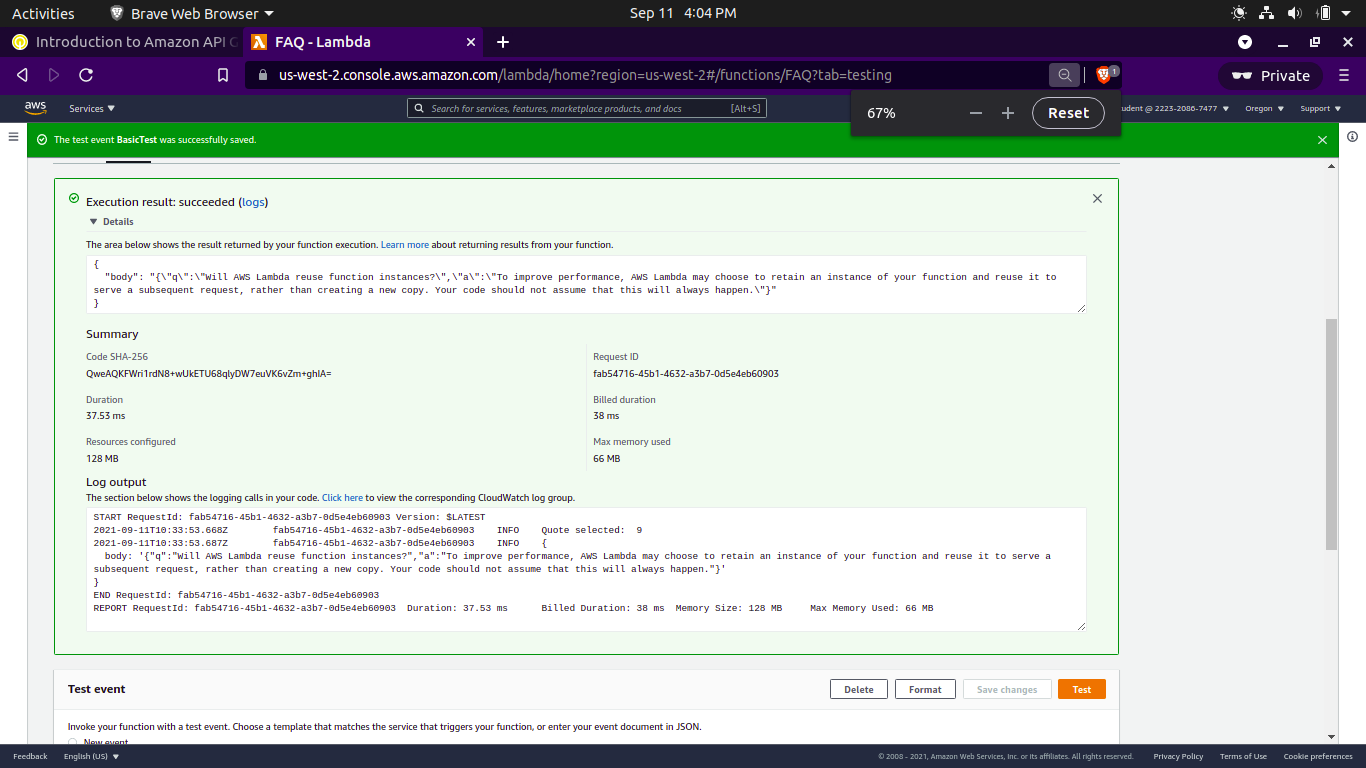 Activities Brave Web Browser Sep 11 4:04 PM
Introduction to Amazon API G FAQ - Lambda
us-west-2.console.aws.amazon.com/lambda/home?region=us-west-2#/functions/FAQ?tab=testing 1 Private
aws Services Search for services, features, marketplace products, and docs [Alt+S] udent @ 2223-2086-7477 Oregon Support
67% Reset
The test event BasicTest was successfully saved.
Execution result: succeeded (logs)
Details
The area below shows the result returned by your function execution. Learn more about returning results from your function.
{
"body": "{\"q\":\"Will AWS Lambda reuse function instances?\",\"a\":\"To improve performance, AWS Lambda may choose to retain an instance of your function and reuse it to
serve a subsequent request, rather than creating a new copy. Your code should not assume that this will always happen.\"}"
}
Summary
Code SHA-256 Request ID
QweAQKFWri1rdN8+wUkETU68qlyDW7euVK6vZm+ghIA= fab54716-45b1-4632-a3b7-0d5e4eb60903
Duration Billed duration
37.53 ms 38 ms
Resources configured Max memory used
128 MB 66 MB
Log output
The section below shows the logging calls in your code. Click here to view the corresponding CloudWatch log group.
START RequestId: fab54716-45b1-4632-a3b7-0d5e4eb60903 Version: $LATEST
2021-09-11T10:33:53.668Z fab54716-45b1-4632-a3b7-0d5e4eb60903 INFO Quote selected: 9
2021-09-11T10:33:53.687Z fab54716-45b1-4632-a3b7-0d5e4eb60903 INFO {
body: '{"q":"Will AWS Lambda reuse function instances?","a":"To improve performance, AWS Lambda may choose to retain an instance of your function and reuse it to serve a
subsequent request, rather than creating a new copy. Your code should not assume that this will always happen."}'
}
END RequestId: fab54716-45b1-4632-a3b7-0d5e4eb60903
REPORT RequestId: fab54716-45b1-4632-a3b7-0d5e4eb60903 Duration: 37.53 ms Billed Duration: 38 ms Memory Size: 128 MB Max Memory Used: 66 MB
Test event Delete Format Save changes Test
Invoke your function with a test event. Choose a template that matches the service that triggers your function, or enter your event document in JSON.
New event
Feedback English (US) © 2008 - 2021, Amazon Web Services, Inc. or its affiliates. All rights reserved. Privacy Policy Terms of Use Cookie preferences